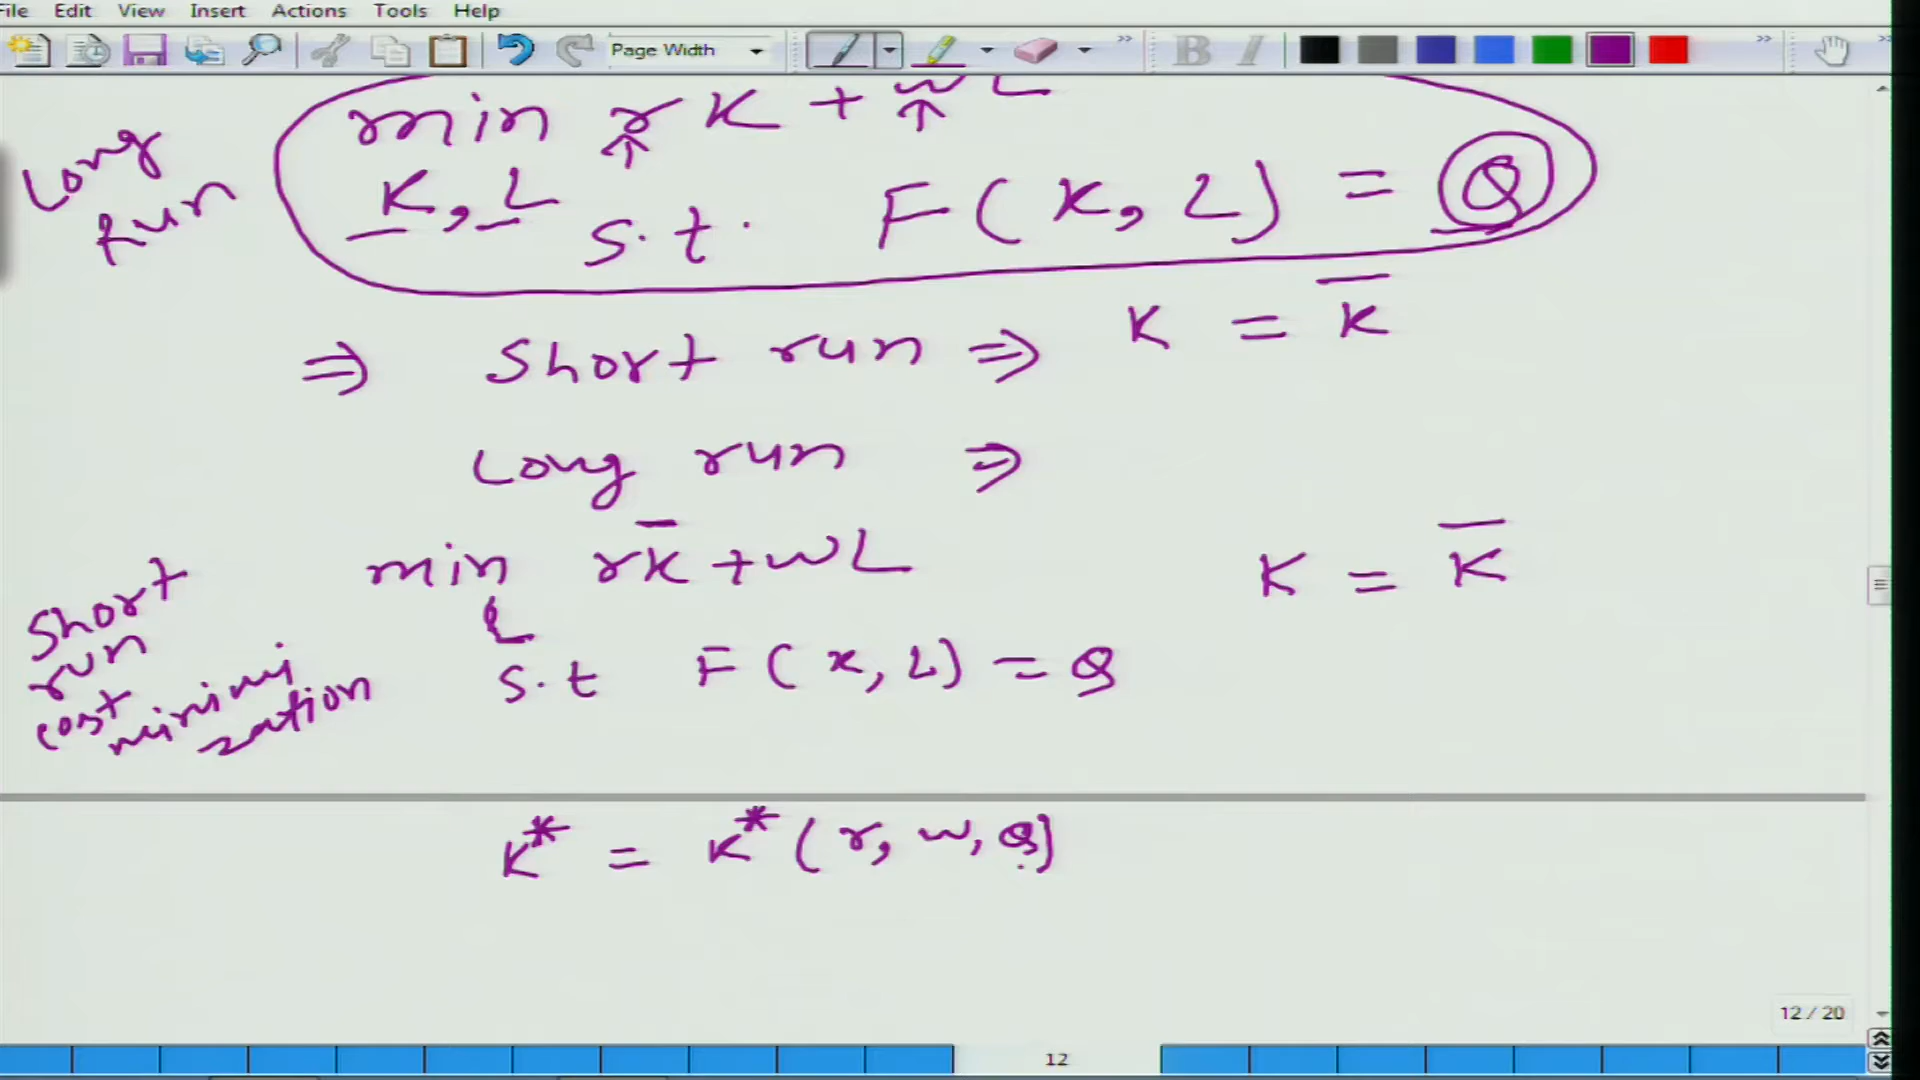 File Edit View Insert Actions Tools Help
Page Width
B I
Long run
min rK + wL
K, L
s.t. F(K, L) = Q
⇒ Short run ⇒ K = K̅
Long run ⇒
Short run cost minimization
min rK̅ + wL
L
s.t F(K, L) = Q
K = K̅
K* = K*(r, w, Q)
12 / 20
12